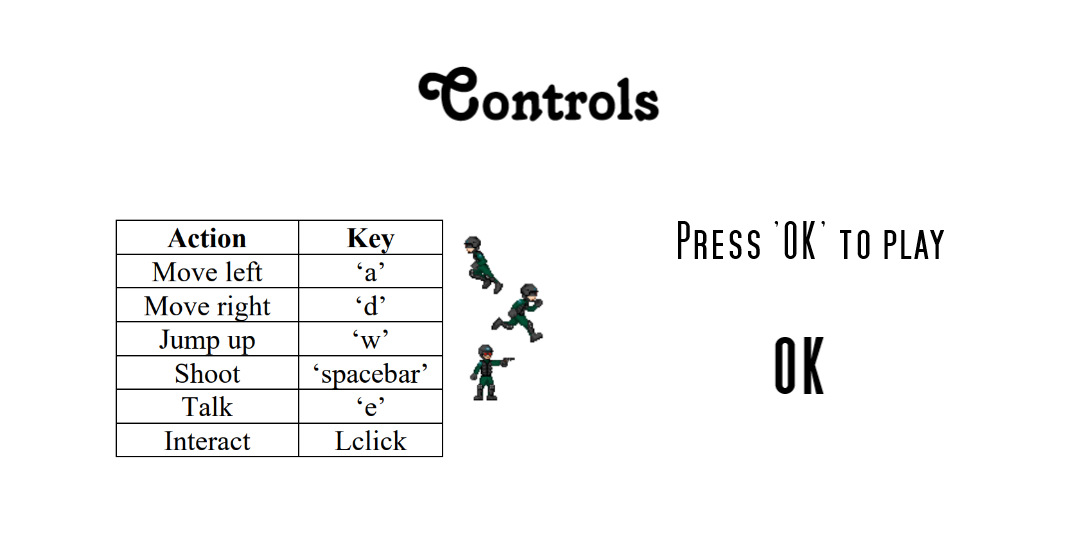 Controls
Action Key
Move left ‘a’
Move right ‘d’
Jump up ‘w’
Shoot ‘spacebar’
Talk ‘e’
Interact Lclick
Press 'OK' to play
OK